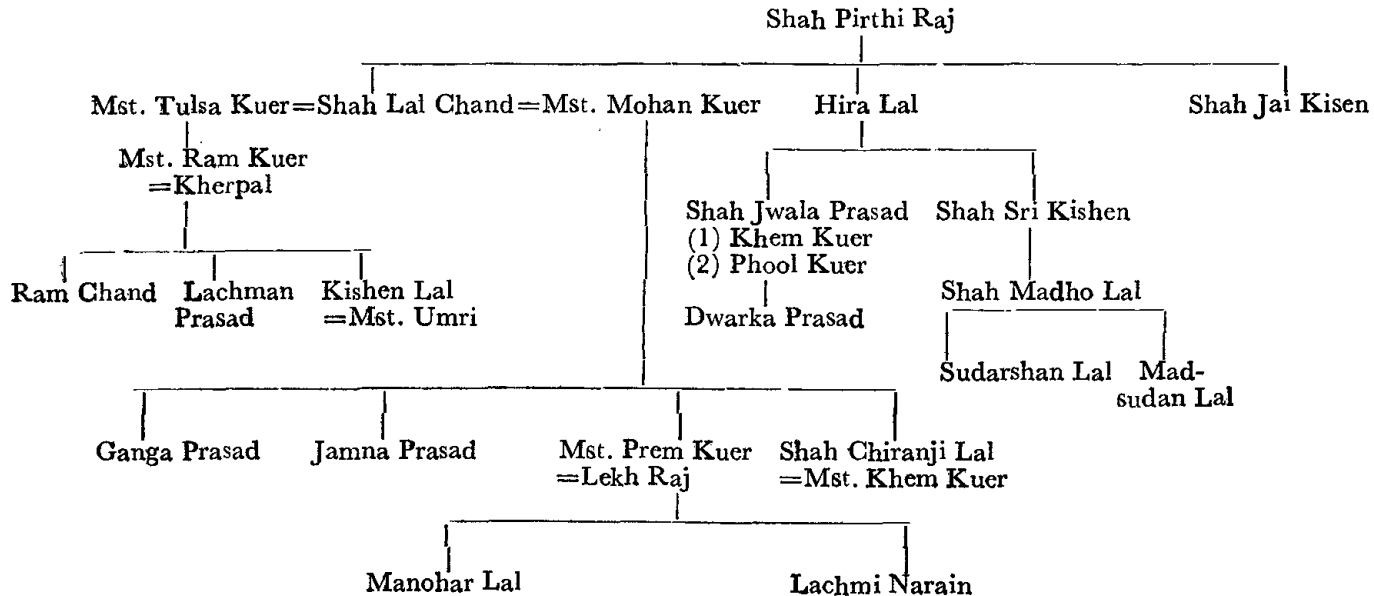 Shah Pirthi Raj
Mst. Tulsa Kuer=Shah Lal Chand=Mst. Mohan Kuer
Hira Lal
Shah Jai Kisen
Mst. Ram Kuer
=Kherpal
Shah Jwala Prasad
(1) Khem Kuer
(2) Phool Kuer
Shah Sri Kishen
Ram Chand
Lachman
Prasad
Kishen Lal
=Mst. Umri
Dwarka Prasad
Shah Madho Lal
Sudarshan Lal
Mad-
sudan Lal
Ganga Prasad
Jamna Prasad
Mst. Prem Kuer
=Lekh Raj
Shah Chiranji Lal
=Mst. Khem Kuer
Manohar Lal
Lachmi Narain